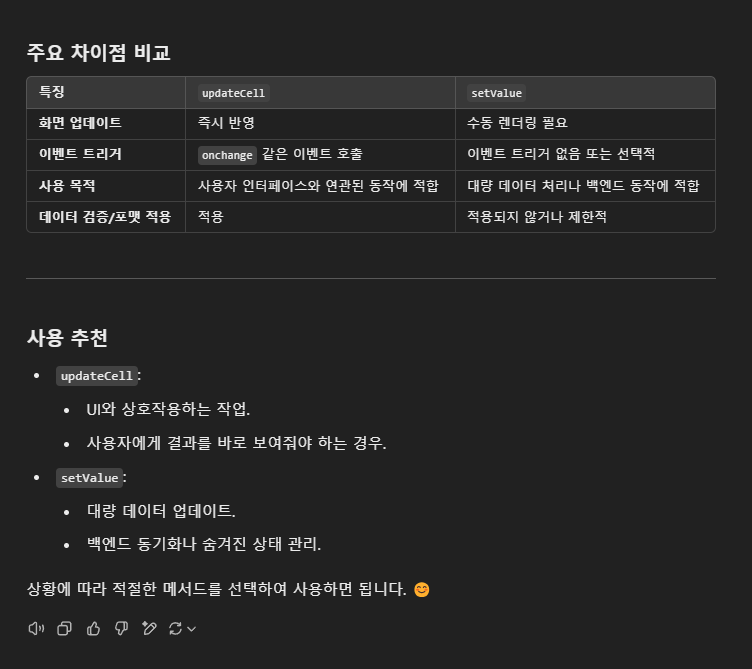 주요 차이점 비교
특징 updateCell setValue
화면 업데이트 즉시 반영 수동 렌더링 필요
이벤트 트리거 onchange 같은 이벤트 호출 이벤트 트리거 없음 또는 선택적
사용 목적 사용자 인터페이스와 연관된 동작에 적합 대량 데이터 처리나 백엔드 동작에 적합
데이터 검증/포맷 적용 적용 적용되지 않거나 제한적
사용 추천
• updateCell:
• UI와 상호작용하는 작업.
• 사용자에게 결과를 바로 보여줘야 하는 경우.
• setValue:
• 대량 데이터 업데이트.
• 백엔드 동기화나 숨겨진 상태 관리.
상황에 따라 적절한 메서드를 선택하여 사용하면 됩니다. 😊